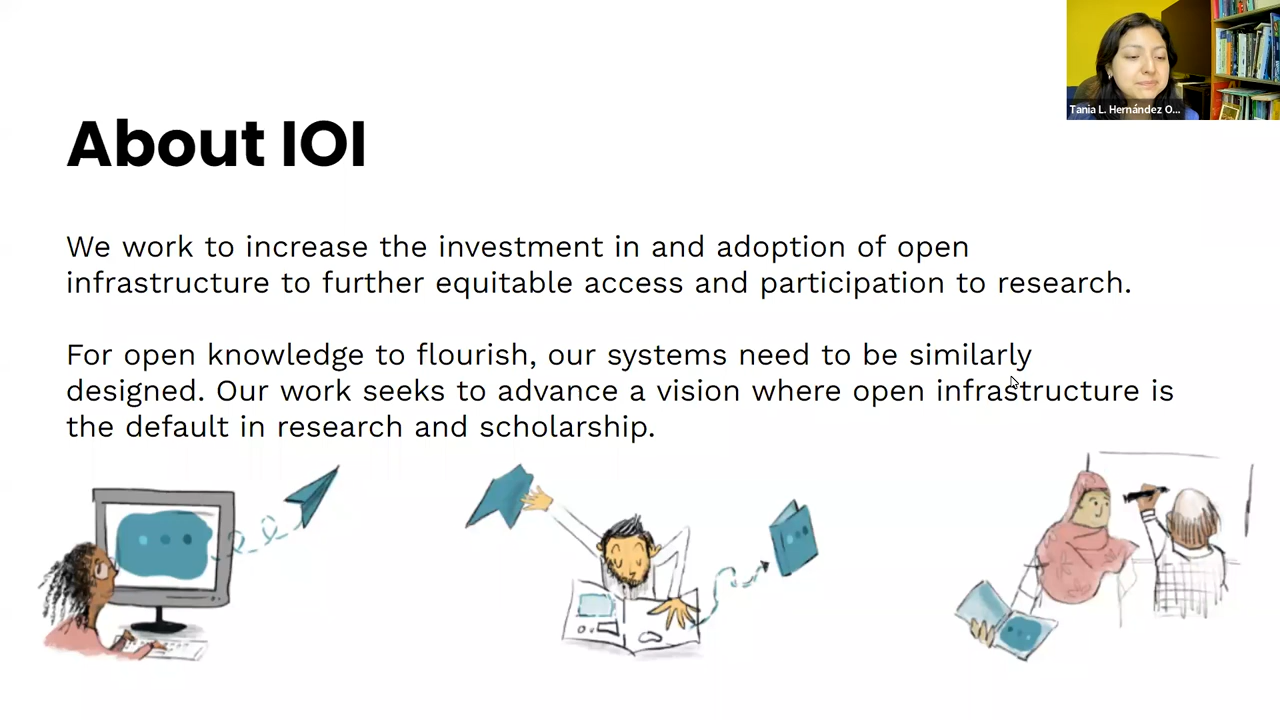 About IOI
We work to increase the investment in and adoption of open
infrastructure to further equitable access and participation to research.
For open knowledge to flourish, our systems need to be similarly
designed. Our work seeks to advance a vision where open infrastructure is
the default in research and scholarship.
Tania L. Hernández O...